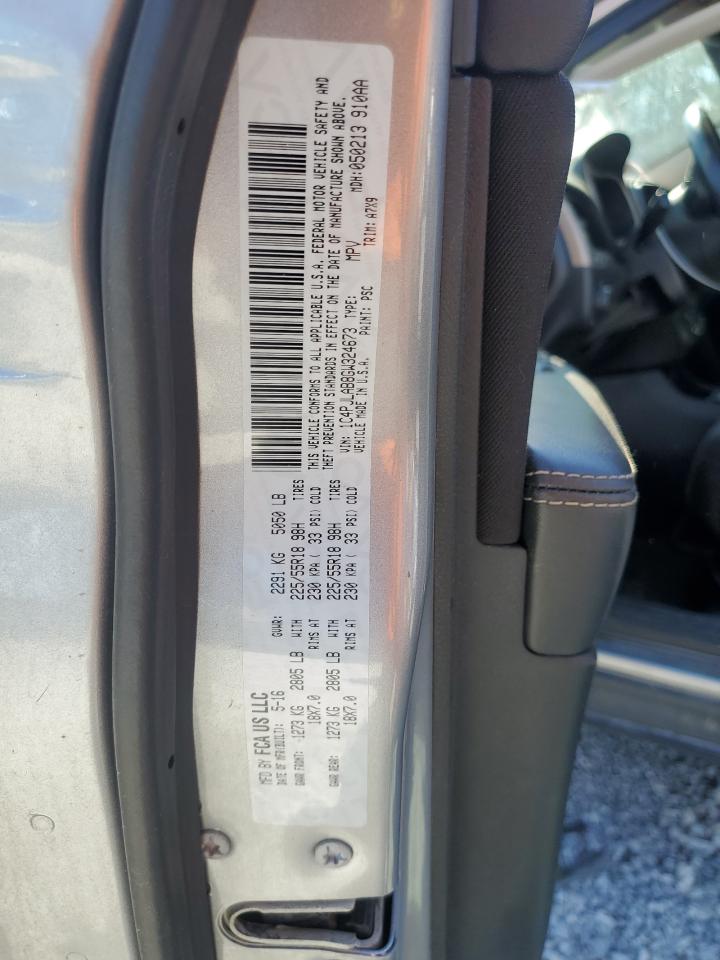 MFD BY FCA US LLC
DATE OF MFR(BUILT): 5-16 GVWR: 2291 KG 5050 LB
GAWR FRONT: 1273 KG 2805 LB WITH 225/55R18 98H TIRES
18X7.0 RIMS AT 230 KPA ( 33 PSI) COLD
GAWR REAR: 1273 KG 2805 LB WITH 225/55R18 98H TIRES
18X7.0 RIMS AT 230 KPA ( 33 PSI) COLD
THIS VEHICLE CONFORMS TO ALL APPLICABLE U.S.A. FEDERAL MOTOR VEHICLE SAFETY AND
THEFT PREVENTION STANDARDS IN EFFECT ON THE DATE OF MANUFACTURE SHOWN ABOVE.
VIN: 1C4PJLAB8GW324673 TYPE: MPV MDH:050213 910AA
VEHICLE MADE IN U.S.A. PAINT: PSC TRIM: A7X9